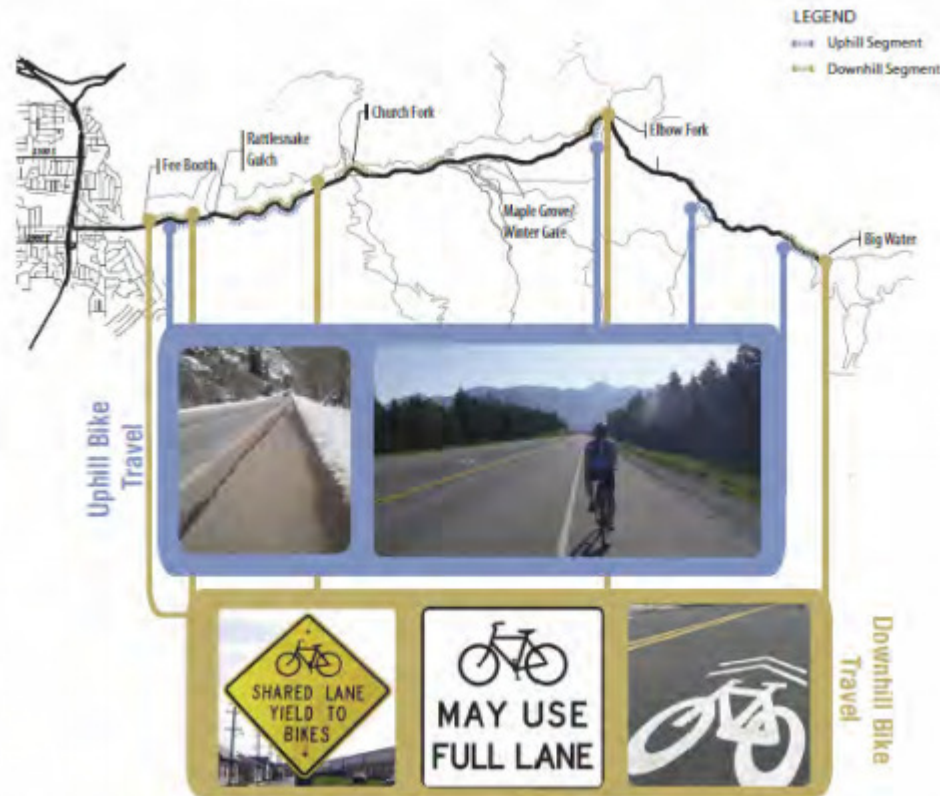 LEGEND
Uphill Segment
Downhill Segment
Church Fork
Rattlesnake
Gulch
Fee Booth
Elbow Fork
Maple Grove/
Winter Gate
Big Water
Uphill Bike
Travel
SHARED LANE
YIELD TO
BIKES
MAY USE
FULL LANE
Downhill Bike
Travel